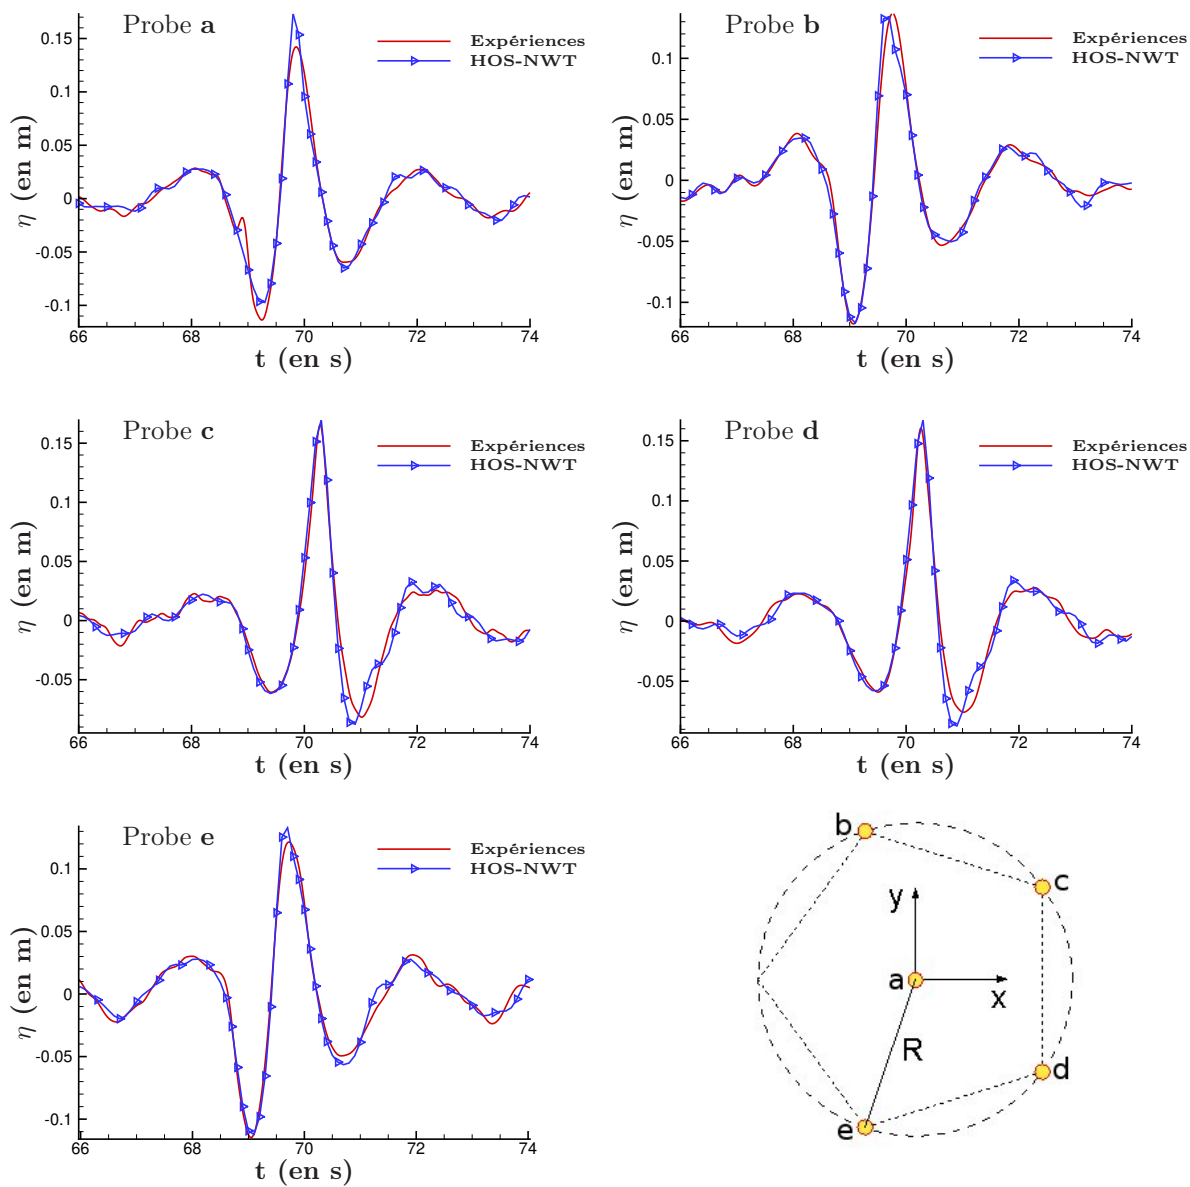 Probe a
Expériences
HOS-NWT
η (en m)
0.15
0.1
0.05
0
-0.05
-0.1
66 68 70 72 74
t (en s)
Probe b
Expériences
HOS-NWT
η (en m)
0.1
0.05
0
-0.05
-0.1
66 68 70 72 74
t (en s)
Probe c
Expériences
HOS-NWT
η (en m)
0.15
0.1
0.05
0
-0.05
66 68 70 72 74
t (en s)
Probe d
Expériences
HOS-NWT
η (en m)
0.15
0.1
0.05
0
-0.05
66 68 70 72 74
t (en s)
Probe e
Expériences
HOS-NWT
η (en m)
0.1
0.05
0
-0.05
-0.1
66 68 70 72 74
t (en s)
b
c
y
a
x
R
d
e